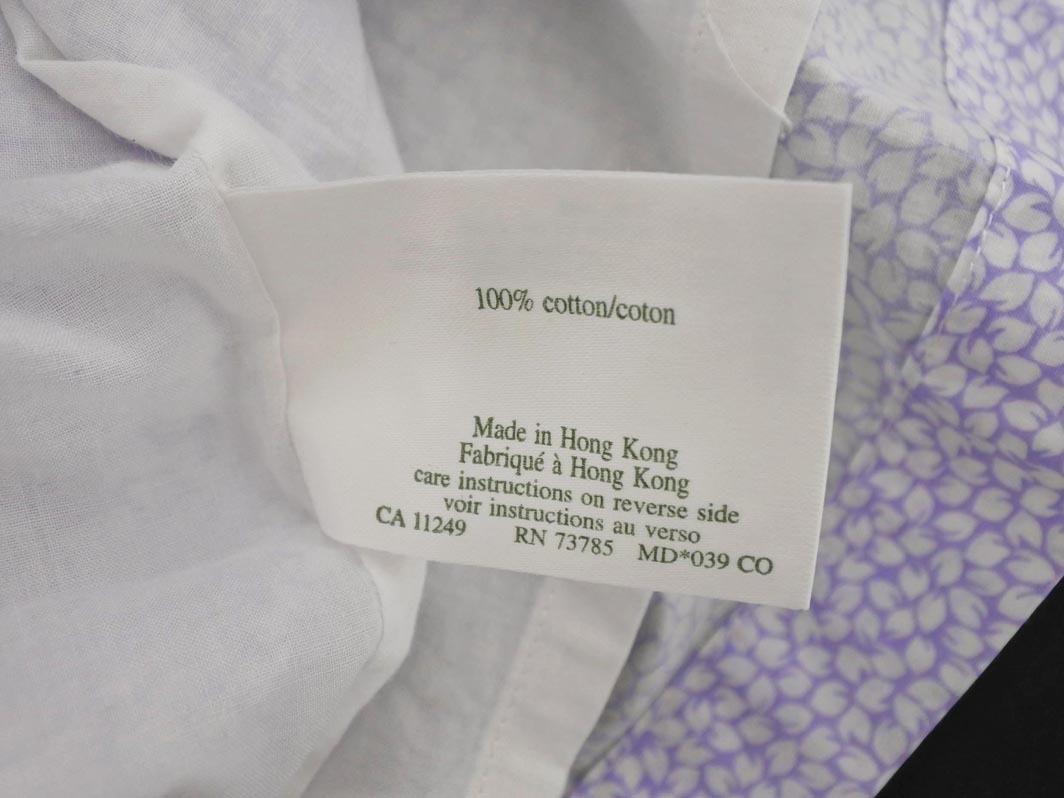 100% cotton/coton
Made in Hong Kong
Fabriqué à Hong Kong
care instructions on reverse side
voir instructions au verso
CA 11249 RN 73785 MD*039 CO